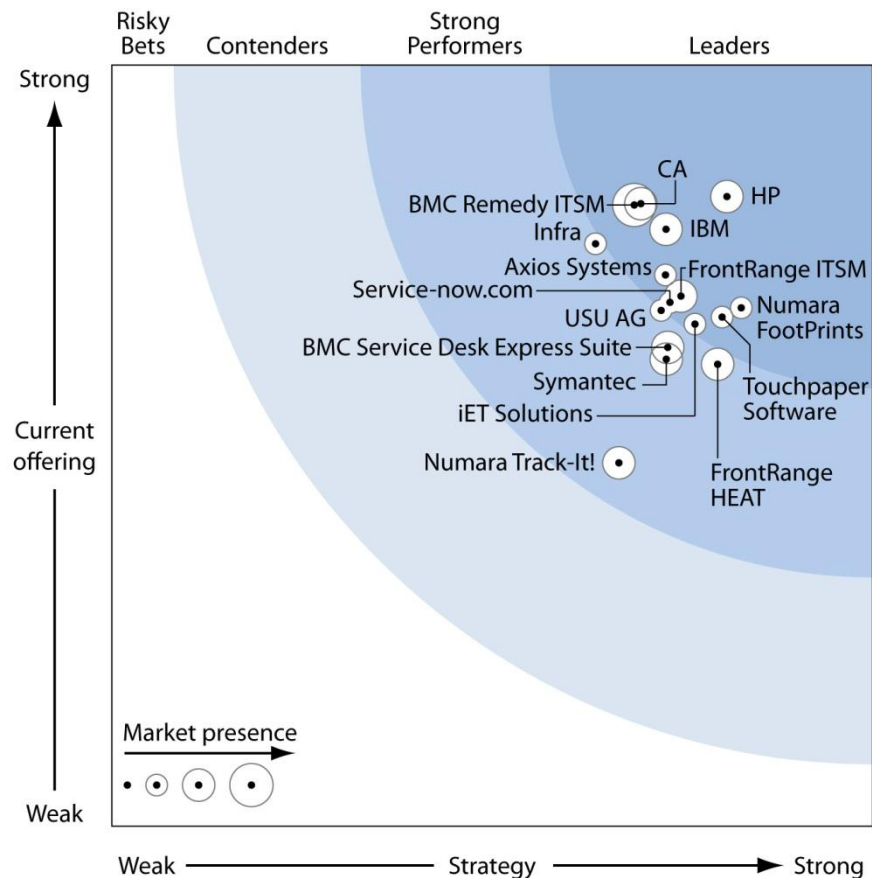 Risky
Bets
Contenders
Strong
Performers
Leaders
Strong
CA
BMC Remedy ITSM
HP
Infra
IBM
Axios Systems
FrontRange ITSM
Service-now.com
USU AG
Numara
FootPrints
BMC Service Desk Express Suite
Symantec
Touchpaper
Software
iET Solutions
Current
offering
Numara Track-It!
FrontRange
HEAT
Market presence
Weak
Weak
Strategy
Strong